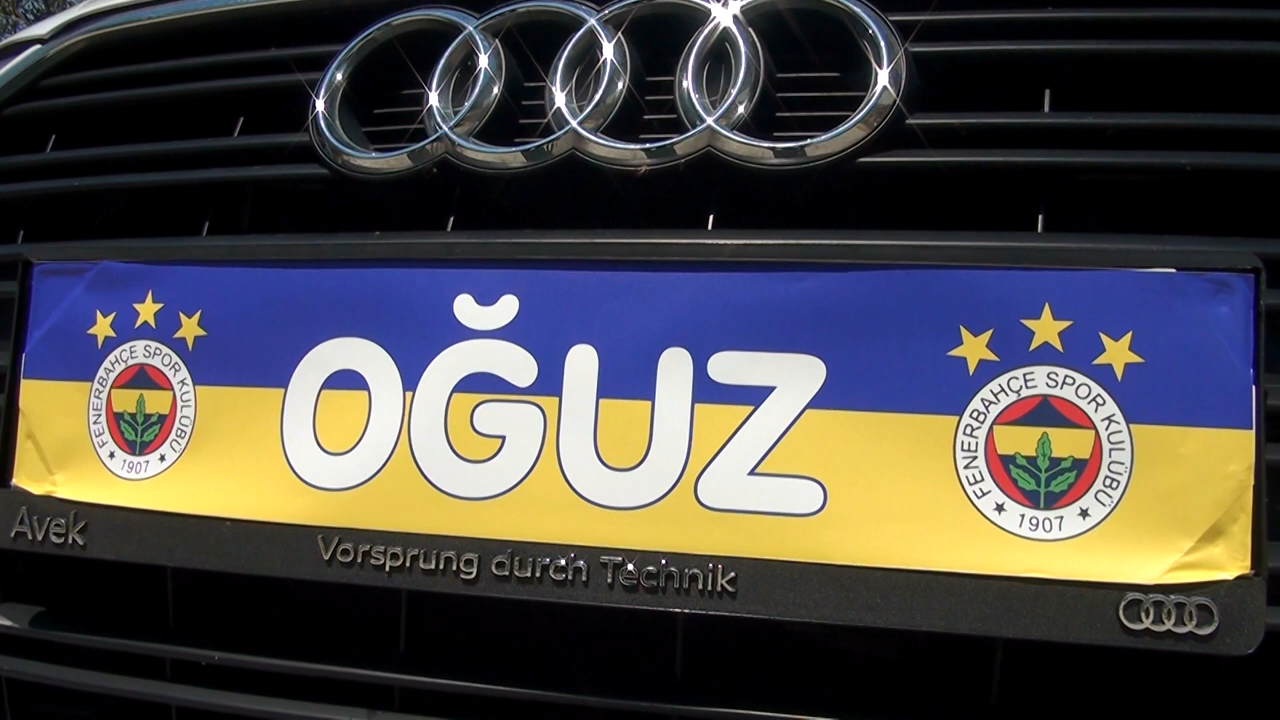 FENERBAHÇE SPOR KULÜBÜ
1907
OĞUZ
FENERBAHÇE SPOR KULÜBÜ
1907
Avek
Vorsprung durch Technik